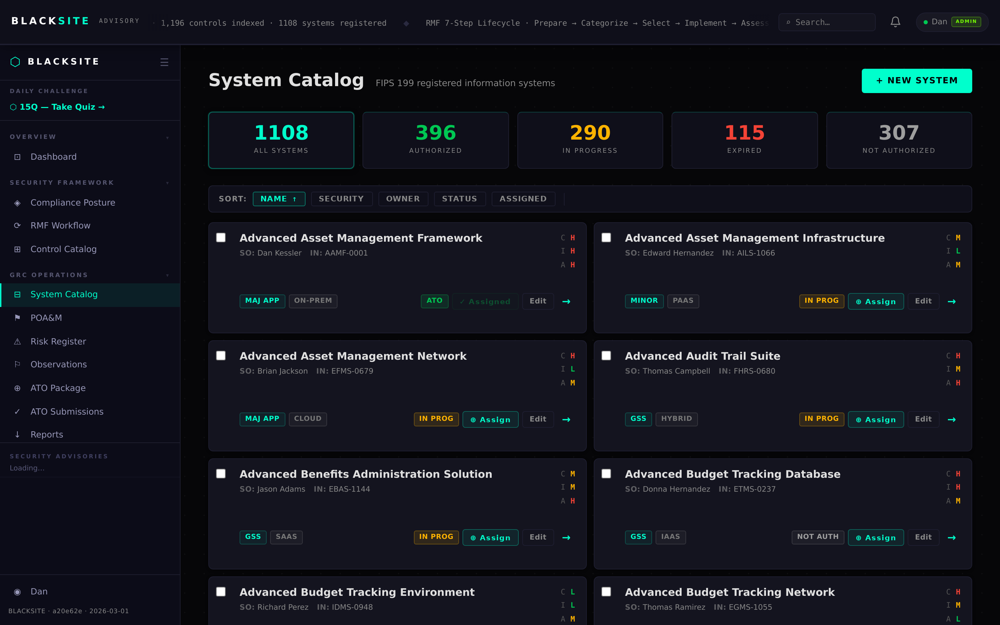 BLACKSITE ADVISORY · 1,196 controls indexed · 1108 systems registered ◆ RMF 7-Step Lifecycle · Prepare → Categorize → Select → Implement → Assess ⌕ Search… Dan ADMIN
⬡ BLACKSITE ☰
DAILY CHALLENGE
⬡ 15Q — Take Quiz →
OVERVIEW ▾
⊡ Dashboard
SECURITY FRAMEWORK ▾
◈ Compliance Posture
⟳ RMF Workflow
⊞ Control Catalog
GRC OPERATIONS ▾
⊟ System Catalog
⚑ POA&M
⚠ Risk Register
⚐ Observations
⊕ ATO Package
✓ ATO Submissions
↓ Reports
SECURITY ADVISORIES
Loading…
◉ Dan
BLACKSITE · a20e62e · 2026-03-01
System Catalog FIPS 199 registered information systems + NEW SYSTEM
1108 396 290 115 307
ALL SYSTEMS AUTHORIZED IN PROGRESS EXPIRED NOT AUTHORIZED
SORT: NAME ↑ SECURITY OWNER STATUS ASSIGNED
Advanced Asset Management Framework C H
SO: Dan Kessler IN: AAMF-0001 I H
A H
MAJ APP ON-PREM ATO ✓ Assigned Edit →
Advanced Asset Management Infrastructure C M
SO: Edward Hernandez IN: AILS-1066 I L
A M
MINOR PAAS IN PROG ⊕ Assign Edit →
Advanced Asset Management Network C H
SO: Brian Jackson IN: EFMS-0679 I L
A M
MAJ APP CLOUD IN PROG ⊕ Assign Edit →
Advanced Audit Trail Suite C H
SO: Thomas Campbell IN: FHRS-0680 I M
A H
GSS HYBRID IN PROG ⊕ Assign Edit →
Advanced Benefits Administration Solution C M
SO: Jason Adams IN: EBAS-1144 I M
A H
GSS SAAS IN PROG ⊕ Assign Edit →
Advanced Budget Tracking Database C H
SO: Donna Hernandez IN: ETMS-0237 I H
A M
GSS IAAS NOT AUTH ⊕ Assign Edit →
Advanced Budget Tracking Environment C L
SO: Richard Perez IN: IDMS-0948 I L
A M
Advanced Budget Tracking Network C H
SO: Thomas Ramirez IN: EGMS-1055 I M
A L